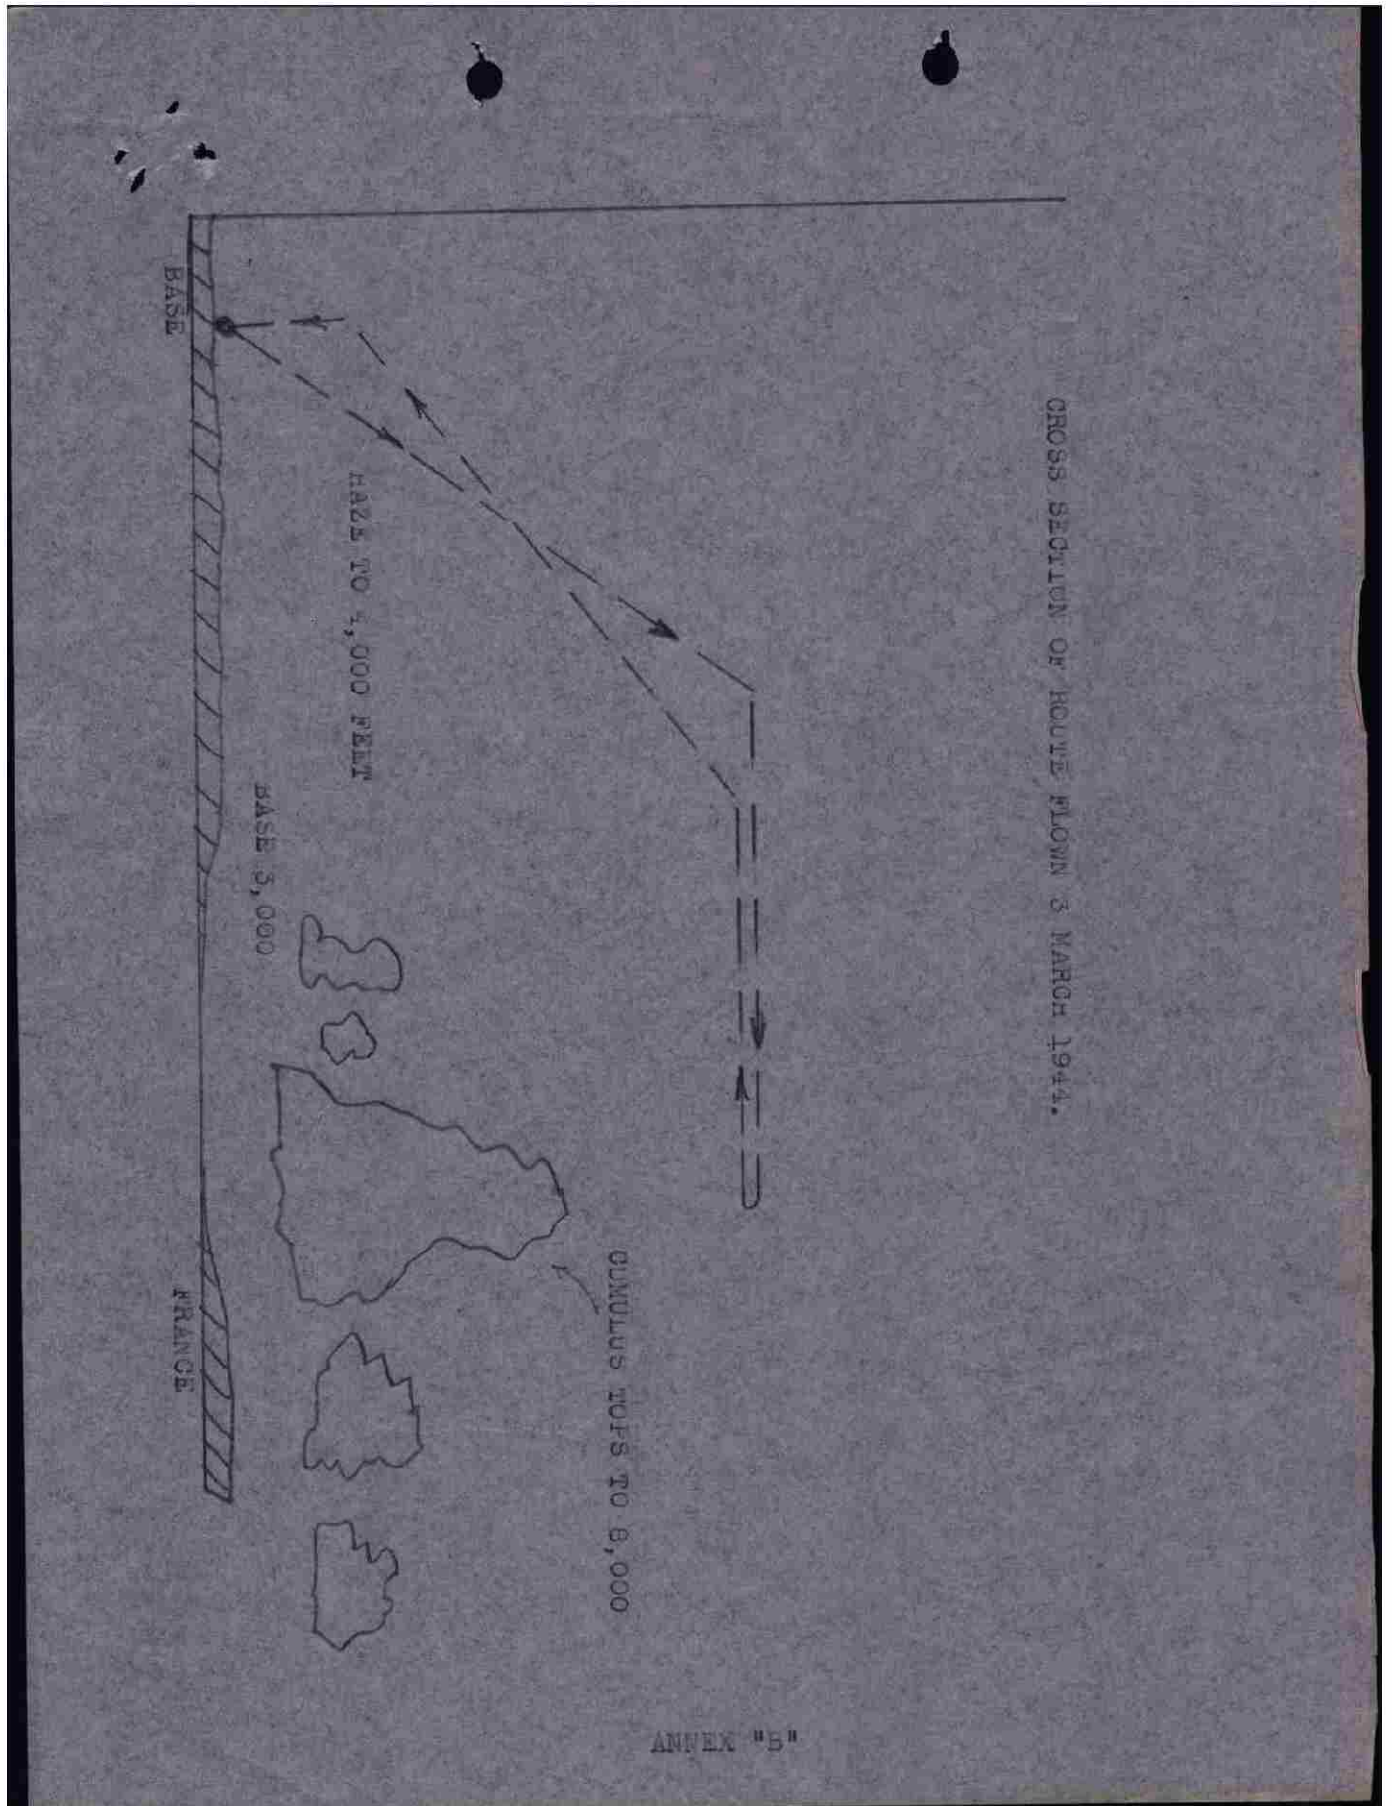 CROSS SECTION OF ROUTE FLOWN 3 MARCH 1944.
CUMULUS TOPS TO 8,000
HAZE TO 4,000 FEET
BASE 3,000
BASE
FRANCE
ANNEX "B"